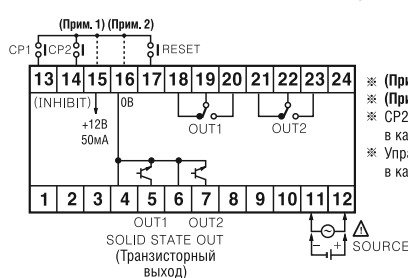 (Прим. 1) (Прим. 2)
CP1 CP2 RESET
13 14 15 16 17 18 19 20 21 22 23 24
(INHIBIT) 0В
+12В
50мА
OUT1 OUT2
※ (При
※ (При
※ CP2
в ка
※ Упра
в ка
1 2 3 4 5 6 7 8 9 10 11 12
OUT1 OUT2
SOLID STATE OUT
(Транзисторный
выход)
- +
SOURCE